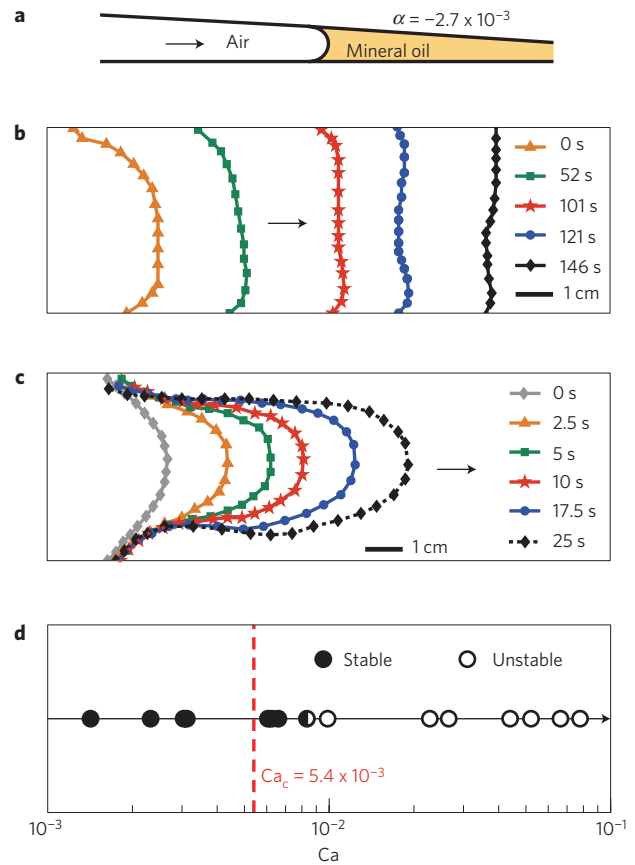 a
α = −2.7 x 10⁻³
Air
Mineral oil
b
0 s
52 s
101 s
121 s
146 s
1 cm
c
0 s
2.5 s
5 s
10 s
17.5 s
25 s
1 cm
d
Stable
Unstable
Ca_c = 5.4 x 10⁻³
10⁻³
10⁻²
10⁻¹
Ca